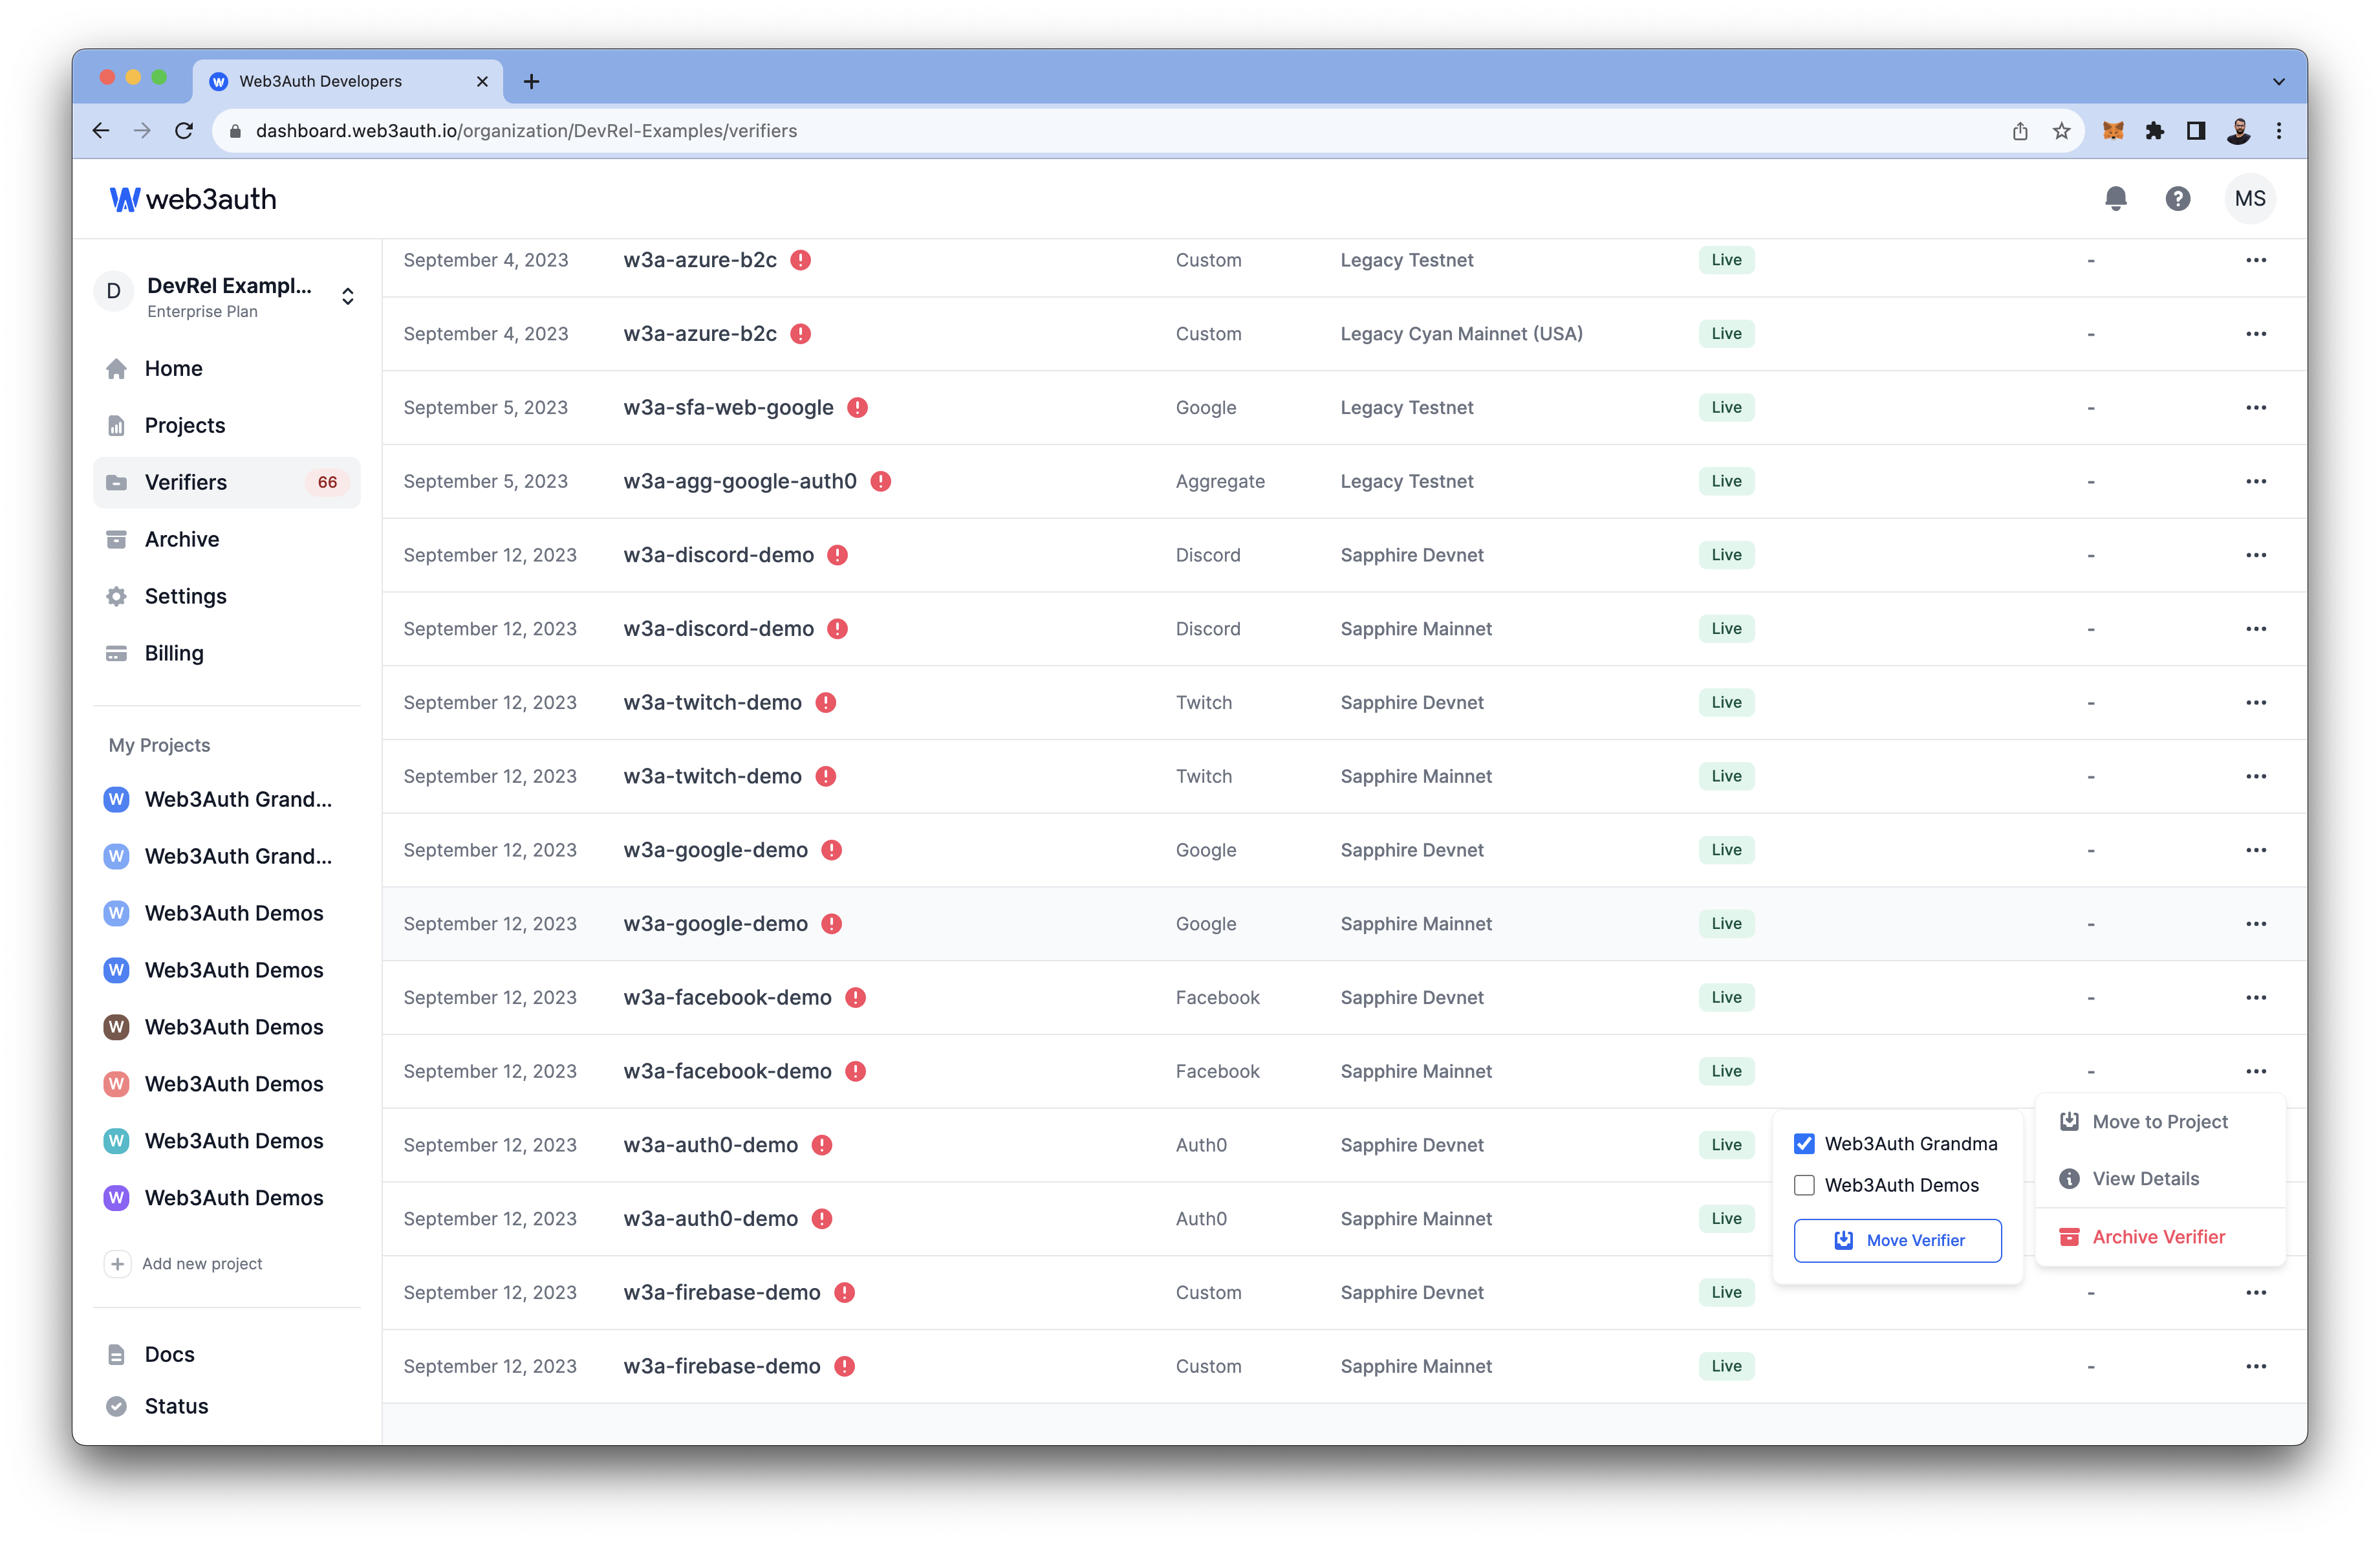 Web3Auth Developers
dashboard.web3auth.io/organization/DevRel-Examples/verifiers
web3auth
MS
D
DevRel Exampl...
Enterprise Plan
Home
Projects
Verifiers 66
Archive
Settings
Billing
My Projects
W Web3Auth Grand...
W Web3Auth Grand...
W Web3Auth Demos
W Web3Auth Demos
W Web3Auth Demos
W Web3Auth Demos
W Web3Auth Demos
W Web3Auth Demos
+ Add new project
Docs
Status
September 4, 2023 w3a-azure-b2c Custom Legacy Testnet Live - ...
September 4, 2023 w3a-azure-b2c Custom Legacy Cyan Mainnet (USA) Live - ...
September 5, 2023 w3a-sfa-web-google Google Legacy Testnet Live - ...
September 5, 2023 w3a-agg-google-auth0 Aggregate Legacy Testnet Live - ...
September 12, 2023 w3a-discord-demo Discord Sapphire Devnet Live - ...
September 12, 2023 w3a-discord-demo Discord Sapphire Mainnet Live - ...
September 12, 2023 w3a-twitch-demo Twitch Sapphire Devnet Live - ...
September 12, 2023 w3a-twitch-demo Twitch Sapphire Mainnet Live - ...
September 12, 2023 w3a-google-demo Google Sapphire Devnet Live - ...
September 12, 2023 w3a-google-demo Google Sapphire Mainnet Live - ...
September 12, 2023 w3a-facebook-demo Facebook Sapphire Devnet Live - ...
September 12, 2023 w3a-facebook-demo Facebook Sapphire Mainnet Live - ...
September 12, 2023 w3a-auth0-demo Auth0 Sapphire Devnet Live
September 12, 2023 w3a-auth0-demo Auth0 Sapphire Mainnet Live
September 12, 2023 w3a-firebase-demo Custom Sapphire Devnet Live - ...
September 12, 2023 w3a-firebase-demo Custom Sapphire Mainnet Live - ...
Web3Auth Grandma
Web3Auth Demos
Move Verifier
Move to Project
View Details
Archive Verifier